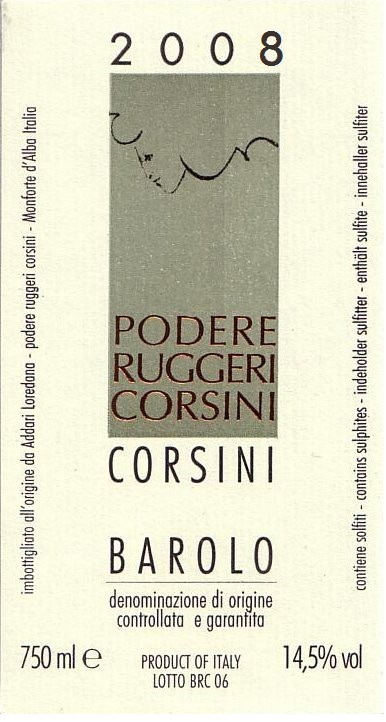 2008
PODERE
RUGGERI
CORSINI
CORSINI
BAROLO
denominazione di origine
controllata e garantita
750 ml e
PRODUCT OF ITALY
LOTTO BRC 06
14,5% vol
imbottigliato all'origine da Addari Loredana - podere ruggeri corsini - Monforte d'Alba Italia
contiene solfiti - contains sulphites - indeholder sulfitter - enthält sulfite - innehaller sulfiter